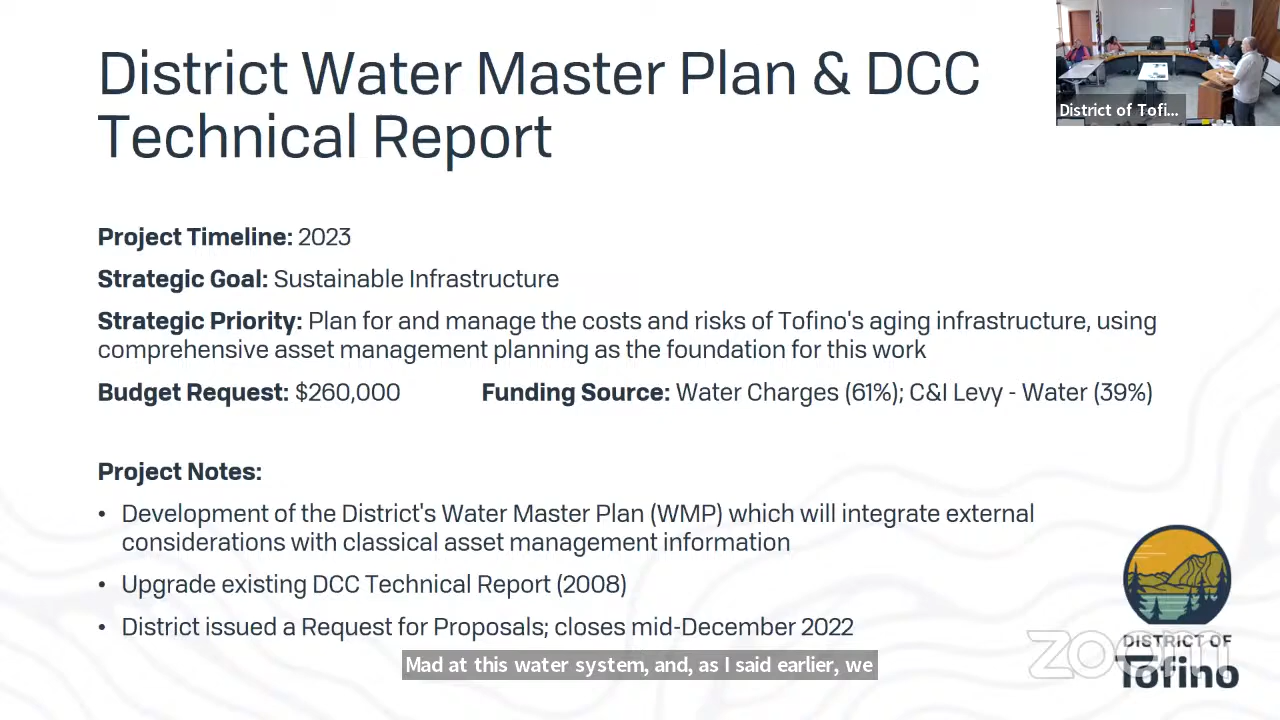 District Water Master Plan & DCC
Technical Report
District of Tofi...
Project Timeline: 2023
Strategic Goal: Sustainable Infrastructure
Strategic Priority: Plan for and manage the costs and risks of Tofino's aging infrastructure, using
comprehensive asset management planning as the foundation for this work
Budget Request: $260,000 Funding Source: Water Charges (61%); C&I Levy - Water (39%)
Project Notes:
• Development of the District's Water Master Plan (WMP) which will integrate external
considerations with classical asset management information
• Upgrade existing DCC Technical Report (2008)
• District issued a Request for Proposals; closes mid-December 2022
DISTRICT OF
Tofino
zoom
Mad at this water system, and, as I said earlier, we